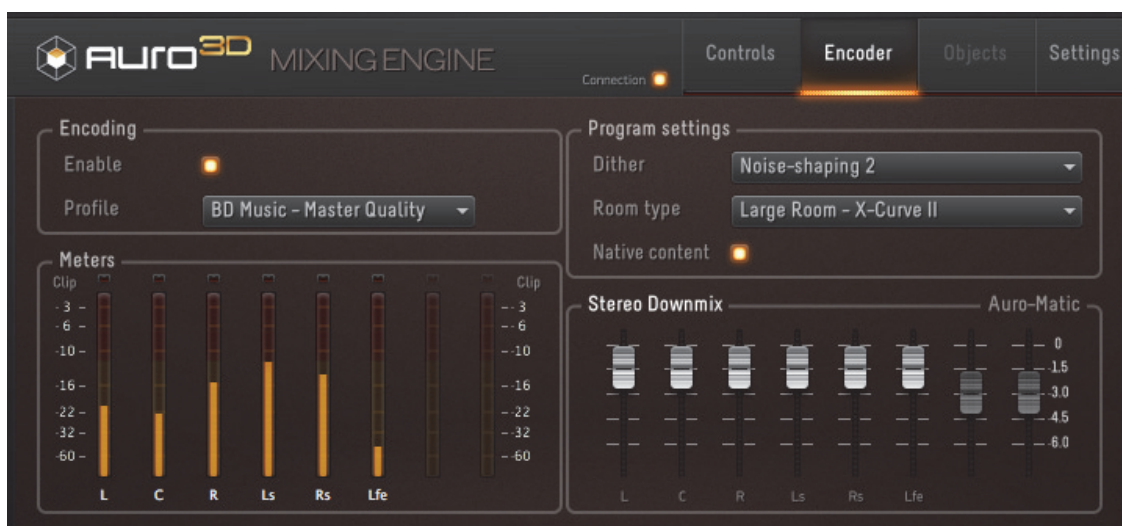 AURO3D MIXING ENGINE
Connection
Controls Encoder Objects Settings
Encoding
Enable
Profile BD Music - Master Quality
Program settings
Dither Noise-shaping 2
Room type Large Room - X-Curve II
Native content
Meters
Clip Clip
- 3 - - - 3
- 6 - - - 6
-10 - - -10
-16 - - -16
-22 - - -22
-32 - - -32
-60 - - -60
L C R Ls Rs Lfe
Stereo Downmix Auro-Matic
0
-1.5
-3.0
-4.5
-6.0
L C R Ls Rs Lfe